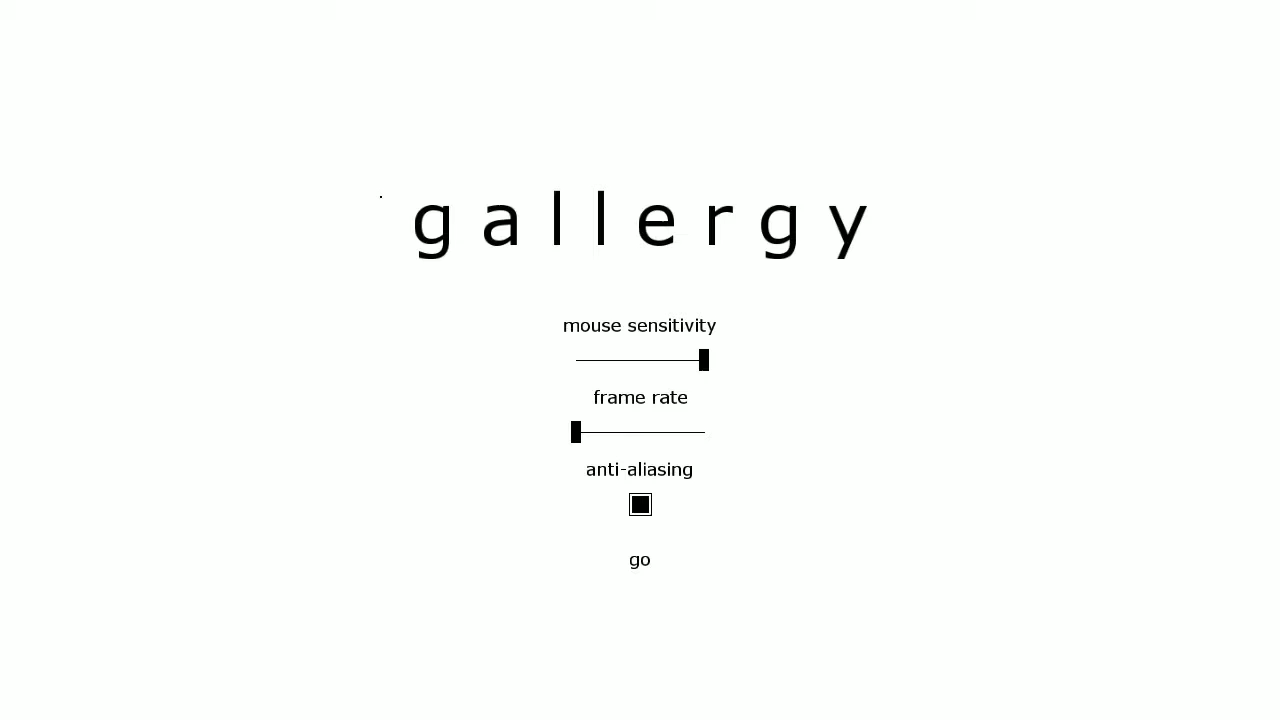 g a l l e r g y
mouse sensitivity
frame rate
anti-aliasing
go